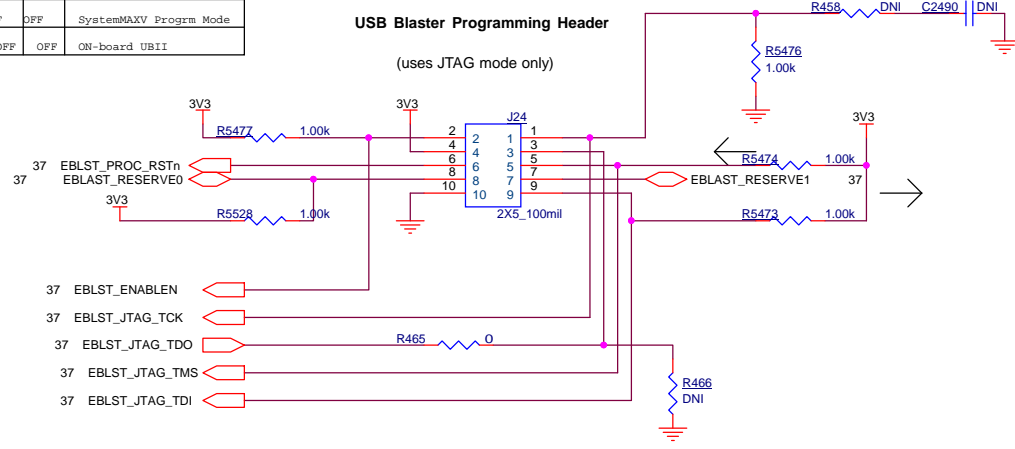 OFF SystemMAXV Progrm Mode
OFF OFF ON-board UBII
USB Blaster Programming Header
(uses JTAG mode only)
R458 DNI C2490 DNI
R5476
1.00k
3V3
3V3
J24
3V3
R5477 1.00k
2 2 1 1
4 4 3 3
37 EBLST_PROC_RSTn 6 6 5 5 R5474 1.00k
37 EBLAST_RESERVE0 8 8 7 7 EBLAST_RESERVE1 37
10 10 9 9
3V3
R5528 1.00k
2X5_100mil
R5473 1.00k
37 EBLST_ENABLEN
37 EBLST_JTAG_TCK
37 EBLST_JTAG_TDO R465 0
37 EBLST_JTAG_TMS
37 EBLST_JTAG_TDI
R466
DNI